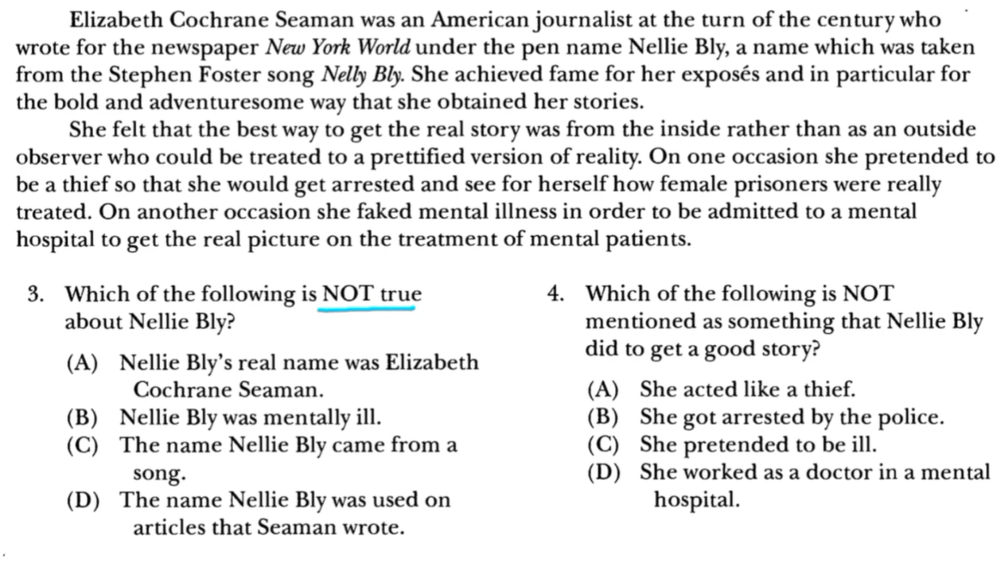 Elizabeth Cochrane Seaman was an American journalist at the turn of the century who
wrote for the newspaper New York World under the pen name Nellie Bly, a name which was taken
from the Stephen Foster song Nelly Bly. She achieved fame for her exposés and in particular for
the bold and adventuresome way that she obtained her stories.
She felt that the best way to get the real story was from the inside rather than as an outside
observer who could be treated to a prettified version of reality. On one occasion she pretended to
be a thief so that she would get arrested and see for herself how female prisoners were really
treated. On another occasion she faked mental illness in order to be admitted to a mental
hospital to get the real picture on the treatment of mental patients.
3. Which of the following is NOT true
about Nellie Bly?
(A) Nellie Bly's real name was Elizabeth
Cochrane Seaman.
(B) Nellie Bly was mentally ill.
(C) The name Nellie Bly came from a
song.
(D) The name Nellie Bly was used on
articles that Seaman wrote.
4. Which of the following is NOT
mentioned as something that Nellie Bly
did to get a good story?
(A) She acted like a thief.
(B) She got arrested by the police.
(C) She pretended to be ill.
(D) She worked as a doctor in a mental
hospital.